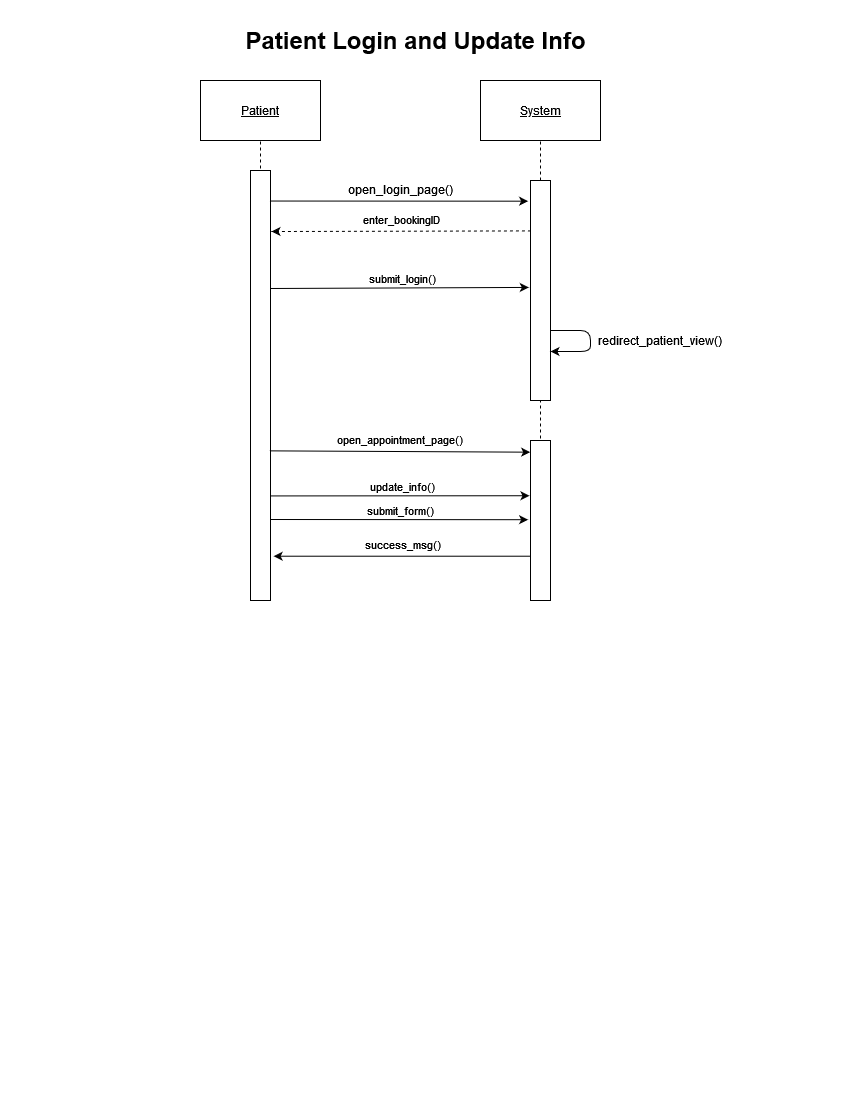 Patient Login and Update Info
Patient
System
open_login_page()
enter_bookingID
submit_login()
redirect_patient_view()
open_appointment_page()
update_info()
submit_form()
success_msg()